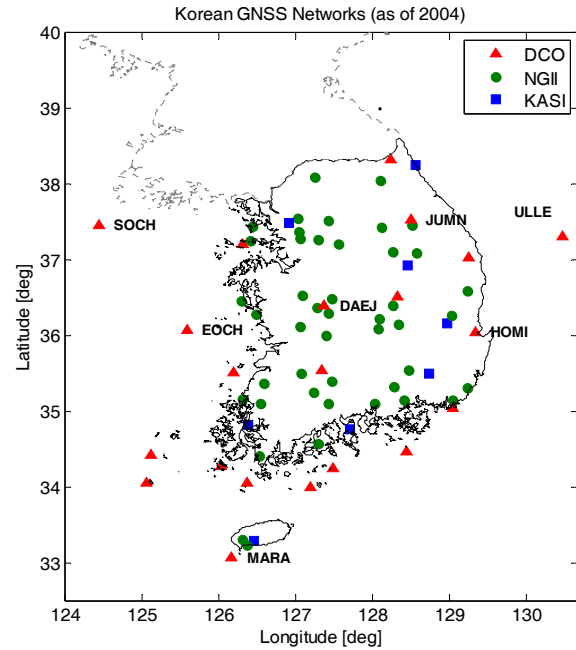 Korean GNSS Networks (as of 2004)
40
39
38
37
36
35
34
33
Latitude [deg]
DCO
NGII
KASI
SOCH
JUMN
ULLE
DAEJ
EOCH
HOMI
MARA
124
125
126
127
128
129
130
Longitude [deg]